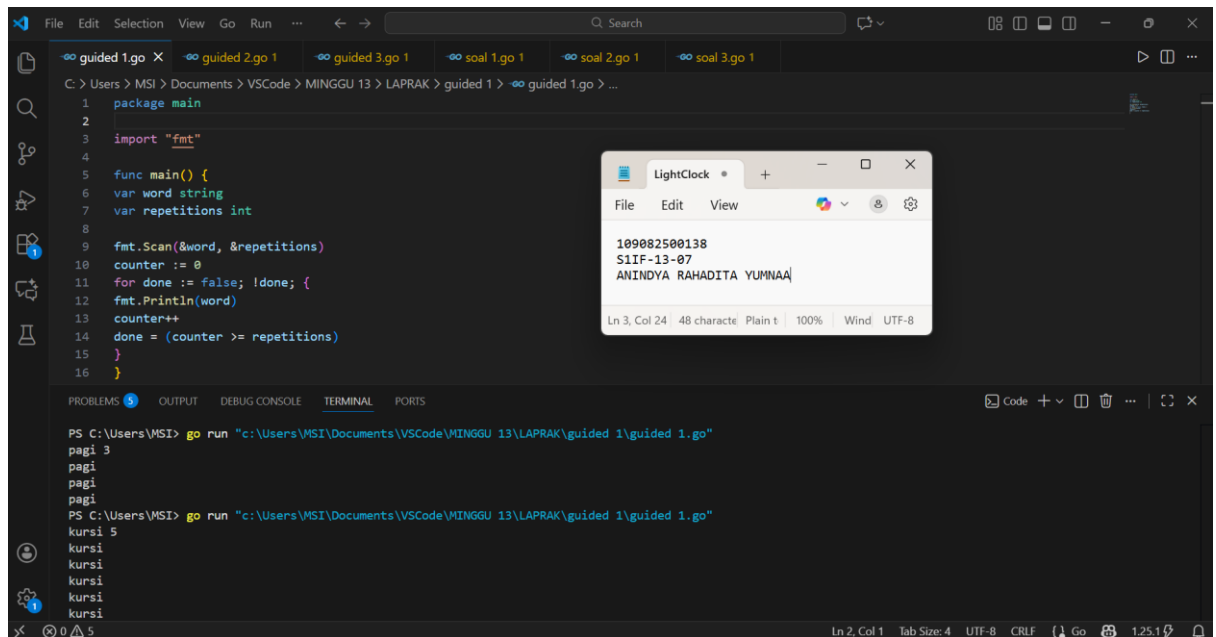 File Edit Selection View Go Run ... Search
guided 1.go guided 2.go 1 guided 3.go 1 soal 1.go 1 soal 2.go 1 soal 3.go 1
C: > Users > MSI > Documents > VSCode > MINGGU 13 > LAPRAK > guided 1 > guided 1.go > ...
1 package main
2
3 import "fmt"
4
5 func main() {
6 var word string
7 var repetitions int
8
9 fmt.Scan(&word, &repetitions)
10 counter := 0
11 for done := false; !done; {
12 fmt.Println(word)
13 counter++
14 done = (counter >= repetitions)
15 }
16 }
LightClock
File Edit View
109082500138
S1IF-13-07
ANINDYA RAHADITA YUMNAA
Ln 3, Col 24 48 characte Plain t 100% Wind UTF-8
PROBLEMS 5 OUTPUT DEBUG CONSOLE TERMINAL PORTS Code
PS C:\Users\MSI> go run "c:\Users\MSI\Documents\VSCode\MINGGU 13\LAPRAK\guided 1\guided 1.go"
pagi 3
pagi
pagi
pagi
PS C:\Users\MSI> go run "c:\Users\MSI\Documents\VSCode\MINGGU 13\LAPRAK\guided 1\guided 1.go"
kursi 5
kursi
kursi
kursi
kursi
kursi
1
1
0 5 Ln 2, Col 1 Tab Size: 4 UTF-8 CRLF Go 1.25.1